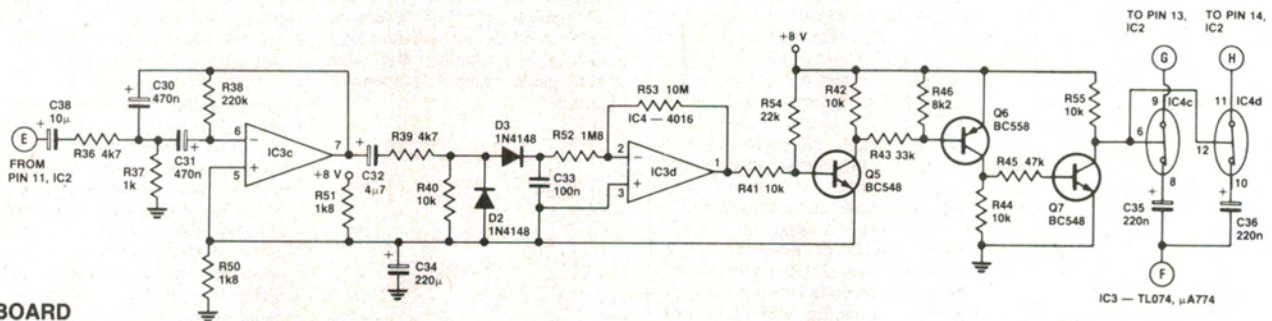 TO PIN 13,
IC2
TO PIN 14,
IC2
G
H
+8 V
C30
470n
R38
220k
R53 10M
IC4 — 4016
R54
22k
R42
10k
R46
8k2
Q6
BC558
R55
10k
9
IC4c
11
IC4d
C38
10µ
E
FROM
PIN 11, IC2
R36 4k7
R37
1k
C31
470n
6
5
7
IC3c
+8 V
R51
1k8
C32
4µ7
R39 4k7
R40
10k
D3
1N4148
D2
1N4148
R52 1M8
C33
100n
2
3
1
IC3d
R41 10k
Q5
BC548
R43 33k
R45 47k
R44
10k
Q7
BC548
6
12
8
10
C35
220n
C36
220n
F
R50
1k8
C34
220µ
IC3 — TL074, µA774
BOARD